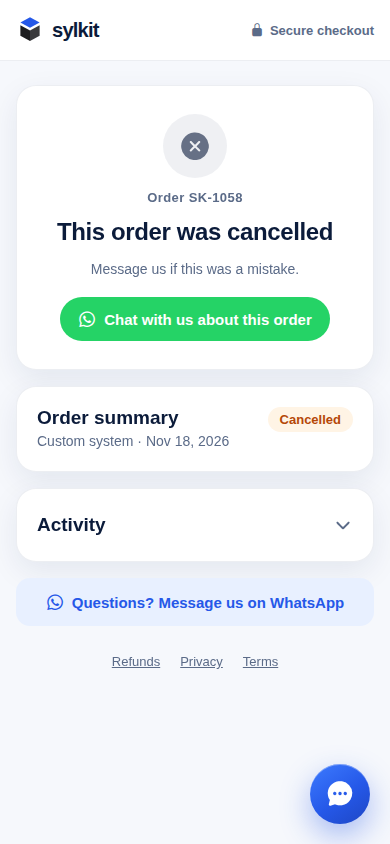 sylkit
Secure checkout
Order SK-1058
This order was cancelled
Message us if this was a mistake.
Chat with us about this order
Order summary
Cancelled
Custom system · Nov 18, 2026
Activity
Questions? Message us on WhatsApp
Refunds Privacy Terms